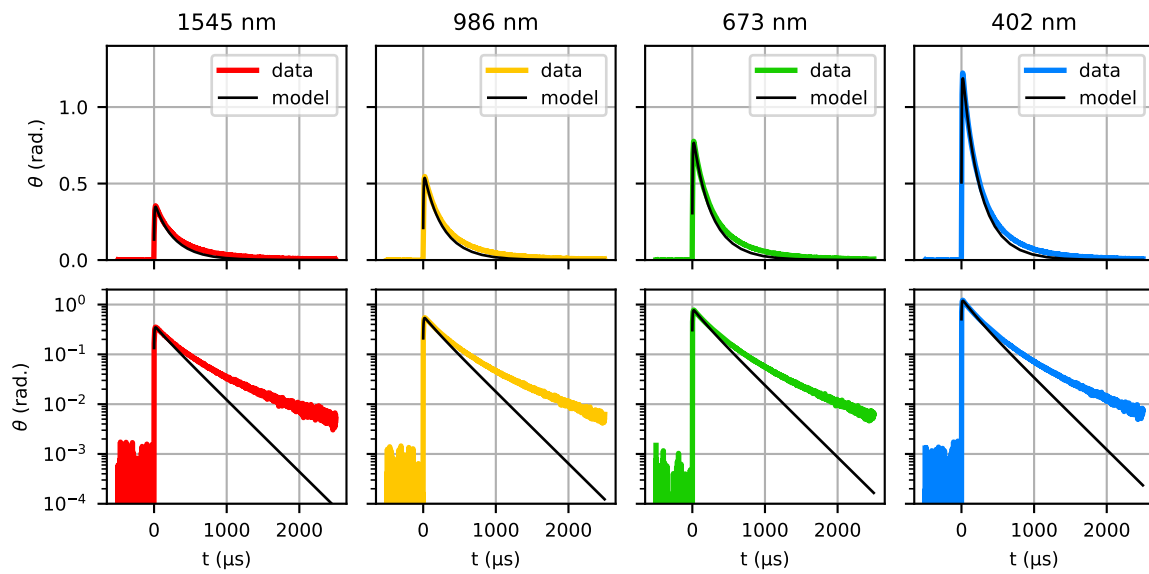 1545 nm 986 nm 673 nm 402 nm
data data data data
model model model model
1.0
θ (rad.)
0.5
0.0
10⁰
10⁻¹
θ (rad.)
10⁻²
10⁻³
10⁻⁴
0 1000 2000 0 1000 2000 0 1000 2000 0 1000 2000
t (µs) t (µs) t (µs) t (µs)